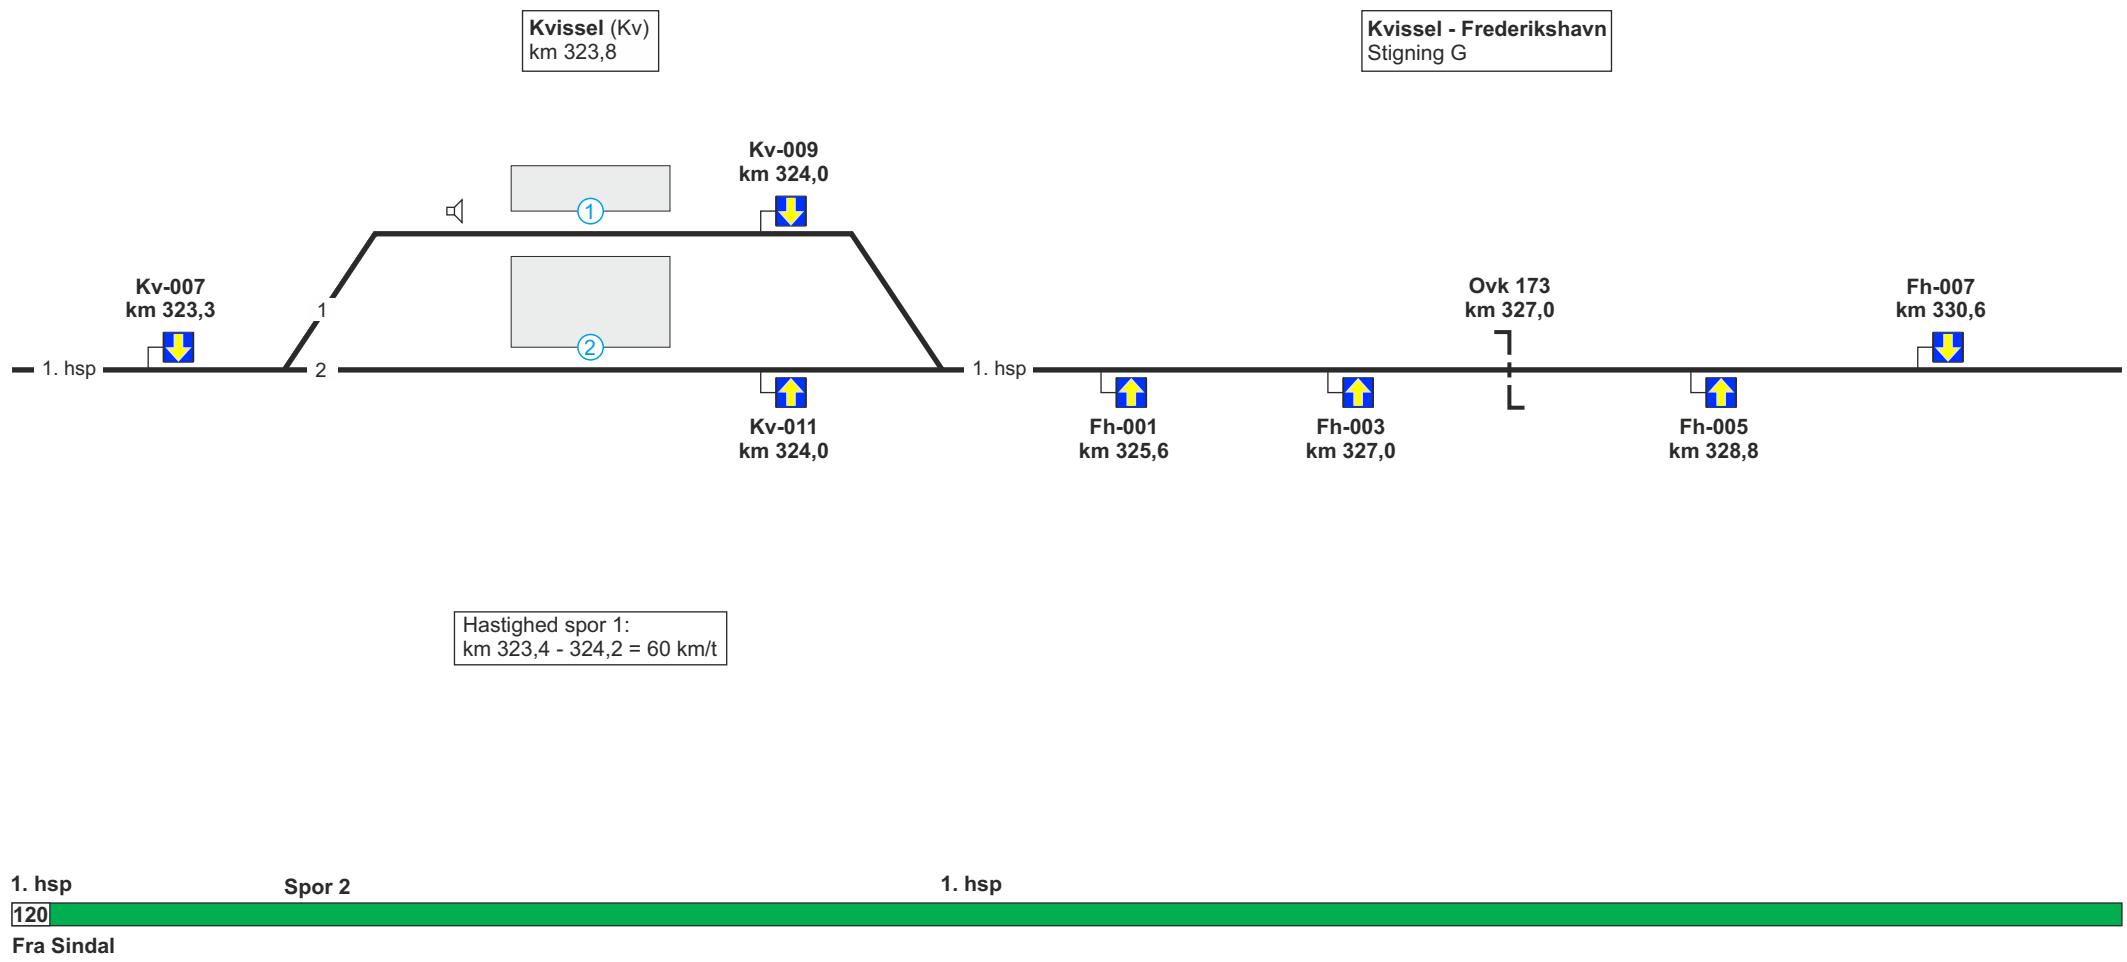 Kvissel (Kv)
km 323,8
Kvissel - Frederikshavn
Stigning G
Kv-009
km 324,0
1
Kv-007
km 323,3
1
2
Ovk 173
km 327,0
Fh-007
km 330,6
1. hsp
2
1. hsp
Kv-011
km 324,0
Fh-001
km 325,6
Fh-003
km 327,0
Fh-005
km 328,8
Hastighed spor 1:
km 323,4 - 324,2 = 60 km/t
1. hsp
Spor 2
1. hsp
120
Fra Sindal